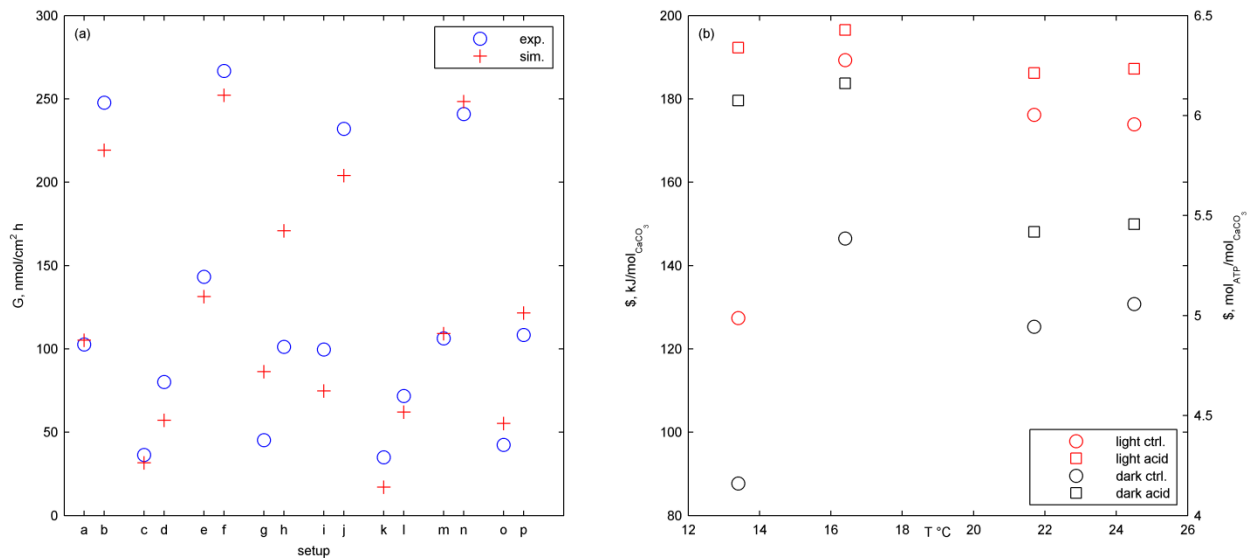 (a)
exp.
sim.
300
250
200
150
100
50
0
G, nmol/cm² h
a b c d e f g h i j k l m n o p
setup
(b)
200
180
160
140
120
100
80
$, kJ/mol_CaCO₃
6.5
6
5.5
5
4.5
4
$, mol_ATP/mol_CaCO₃
light ctrl.
light acid
dark ctrl.
dark acid
12 14 16 18 T °C 20 22 24